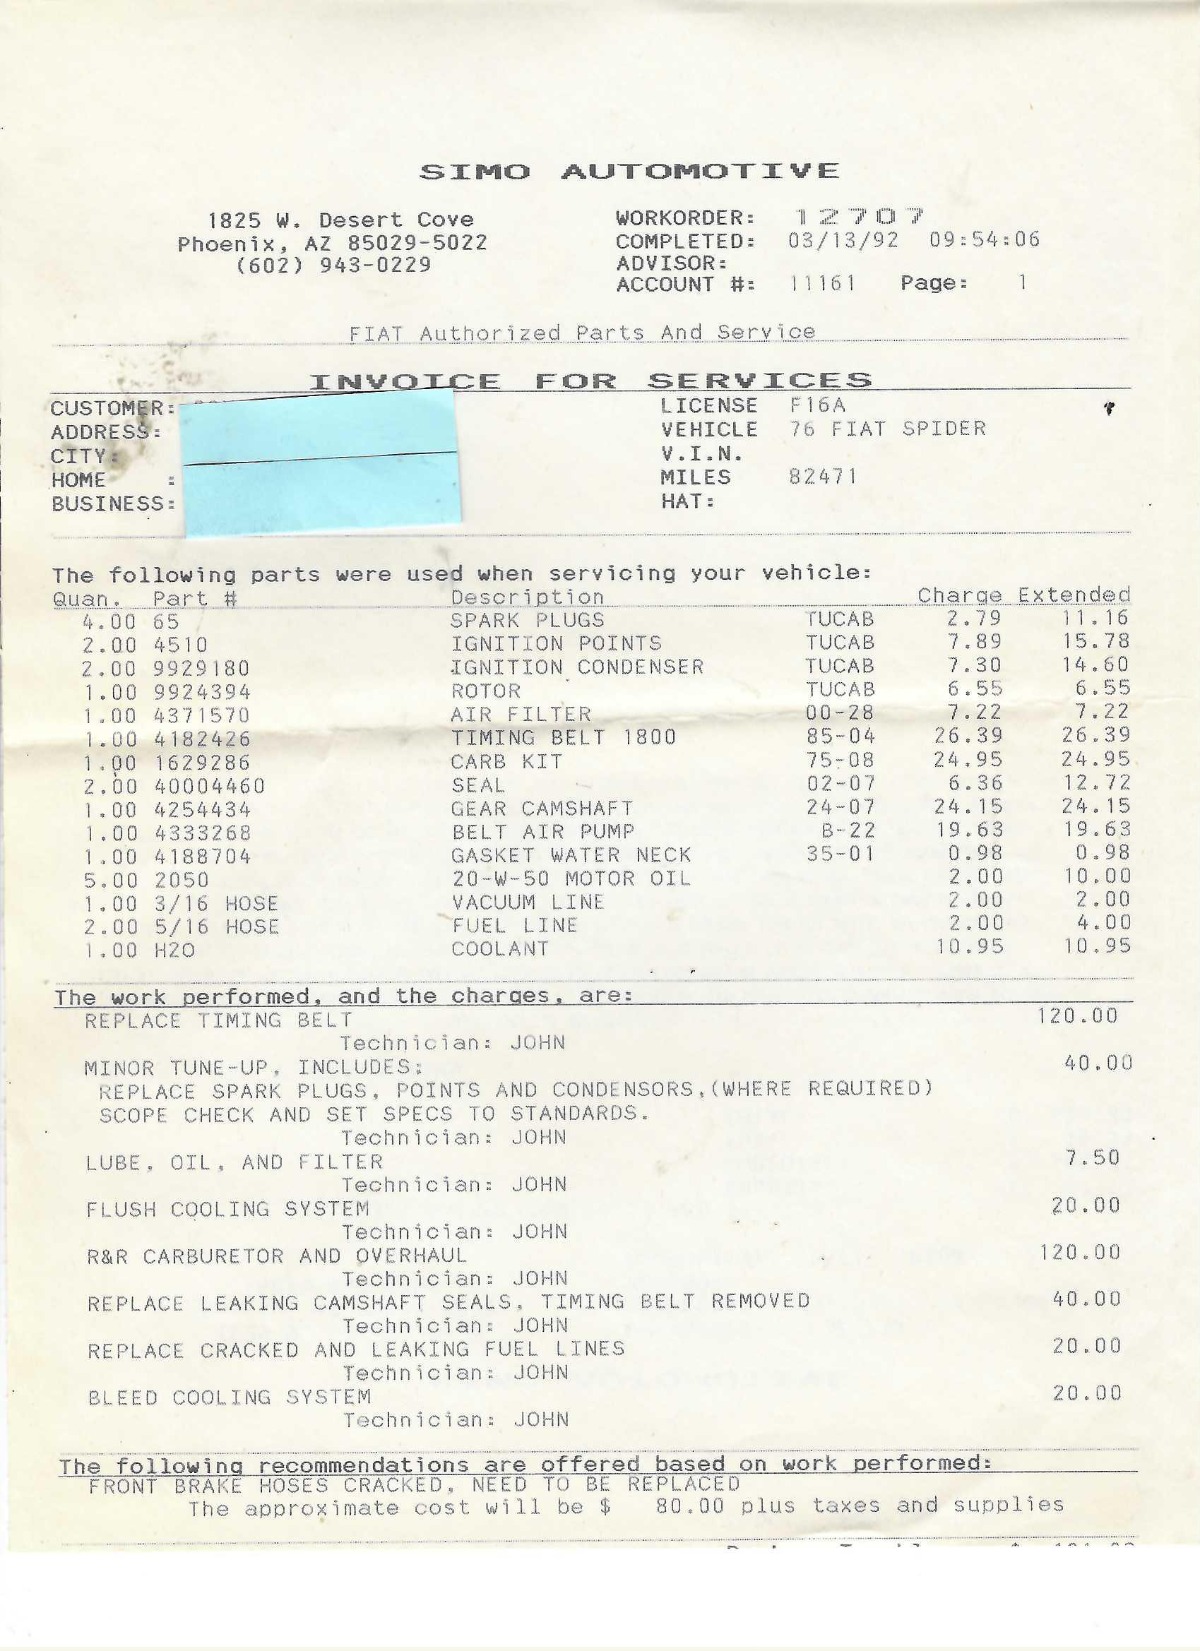 SIMO AUTOMOTIVE
1825 W. Desert Cove
Phoenix, AZ 85029-5022
(602) 943-0229
WORKORDER: 12707
COMPLETED: 03/13/92 09:54:06
ADVISOR:
ACCOUNT #: 11161 Page: 1
FIAT Authorized Parts And Service
INVOICE FOR SERVICES
CUSTOMER:
ADDRESS:
CITY:
HOME :
BUSINESS:
LICENSE F16A
VEHICLE 76 FIAT SPIDER
V.I.N.
MILES 82471
HAT:
The following parts were used when servicing your vehicle:
Quan. Part # Description Charge Extended
4.00 65 SPARK PLUGS TUCAB 2.79 11.16
2.00 4510 IGNITION POINTS TUCAB 7.89 15.78
2.00 9929180 IGNITION CONDENSER TUCAB 7.30 14.60
1.00 9924394 ROTOR TUCAB 6.55 6.55
1.00 4371570 AIR FILTER 00-28 7.22 7.22
1.00 4182426 TIMING BELT 1800 85-04 26.39 26.39
1.00 1629286 CARB KIT 75-08 24.95 24.95
2.00 40004460 SEAL 02-07 6.36 12.72
1.00 4254434 GEAR CAMSHAFT 24-07 24.15 24.15
1.00 4333268 BELT AIR PUMP B-22 19.63 19.63
1.00 4188704 GASKET WATER NECK 35-01 0.98 0.98
5.00 2050 20-W-50 MOTOR OIL 2.00 10.00
1.00 3/16 HOSE VACUUM LINE 2.00 2.00
2.00 5/16 HOSE FUEL LINE 2.00 4.00
1.00 H2O COOLANT 10.95 10.95
The work performed, and the charges, are:
REPLACE TIMING BELT 120.00
Technician: JOHN
MINOR TUNE-UP, INCLUDES: 40.00
REPLACE SPARK PLUGS, POINTS AND CONDENSORS,(WHERE REQUIRED)
SCOPE CHECK AND SET SPECS TO STANDARDS.
Technician: JOHN
LUBE, OIL, AND FILTER 7.50
Technician: JOHN
FLUSH COOLING SYSTEM 20.00
Technician: JOHN
R&R CARBURETOR AND OVERHAUL 120.00
Technician: JOHN
REPLACE LEAKING CAMSHAFT SEALS, TIMING BELT REMOVED 40.00
Technician: JOHN
REPLACE CRACKED AND LEAKING FUEL LINES 20.00
Technician: JOHN
BLEED COOLING SYSTEM 20.00
Technician: JOHN
The following recommendations are offered based on work performed:
FRONT BRAKE HOSES CRACKED, NEED TO BE REPLACED
The approximate cost will be $ 80.00 plus taxes and supplies